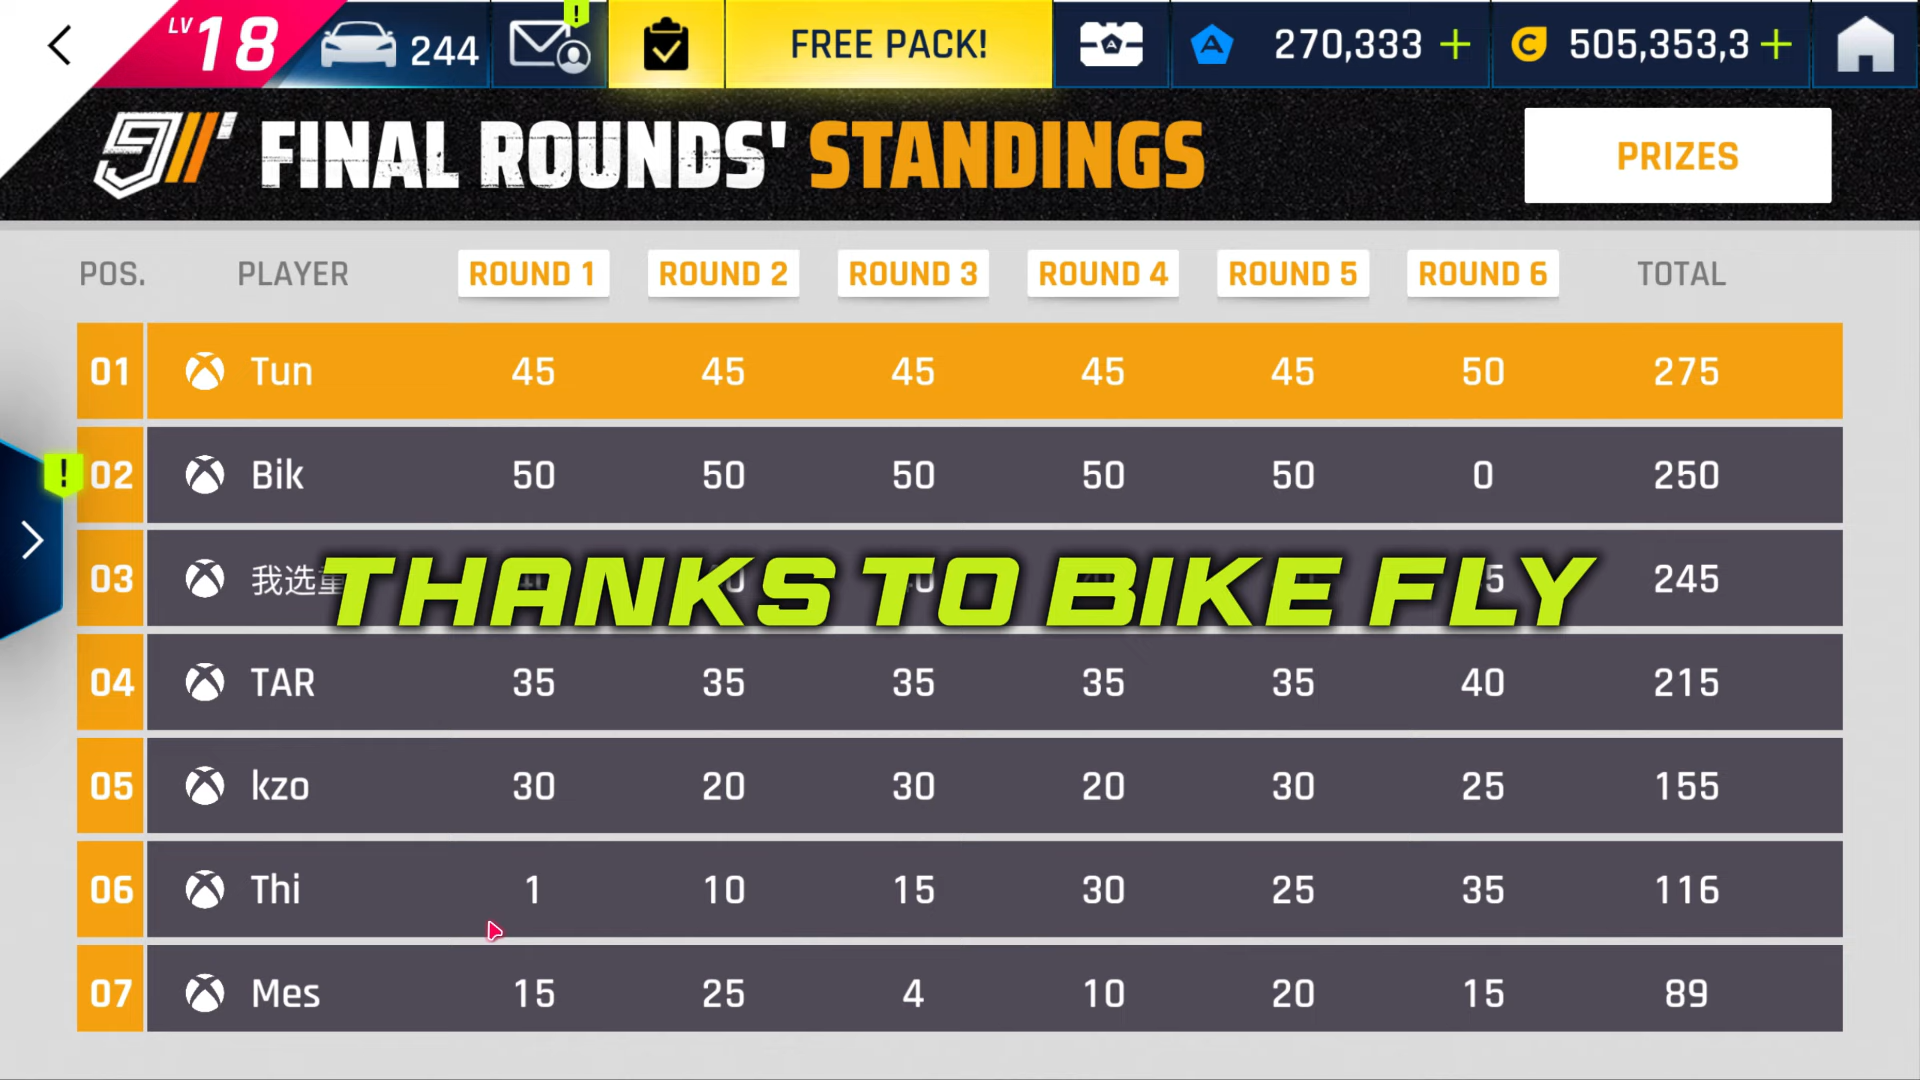 LV 18 244 ! FREE PACK! 270,333 + 505,353,3 +
9 FINAL ROUNDS' STANDINGS PRIZES
POS. PLAYER ROUND 1 ROUND 2 ROUND 3 ROUND 4 ROUND 5 ROUND 6 TOTAL
01 Tun 45 45 45 45 45 50 275
! 02 Bik 50 50 50 50 50 0 250
03 我选 245
THANKS TO BIKE FLY
04 TAR 35 35 35 35 35 40 215
05 kzo 30 20 30 20 30 25 155
06 Thi 1 10 15 30 25 35 116
07 Mes 15 25 4 10 20 15 89